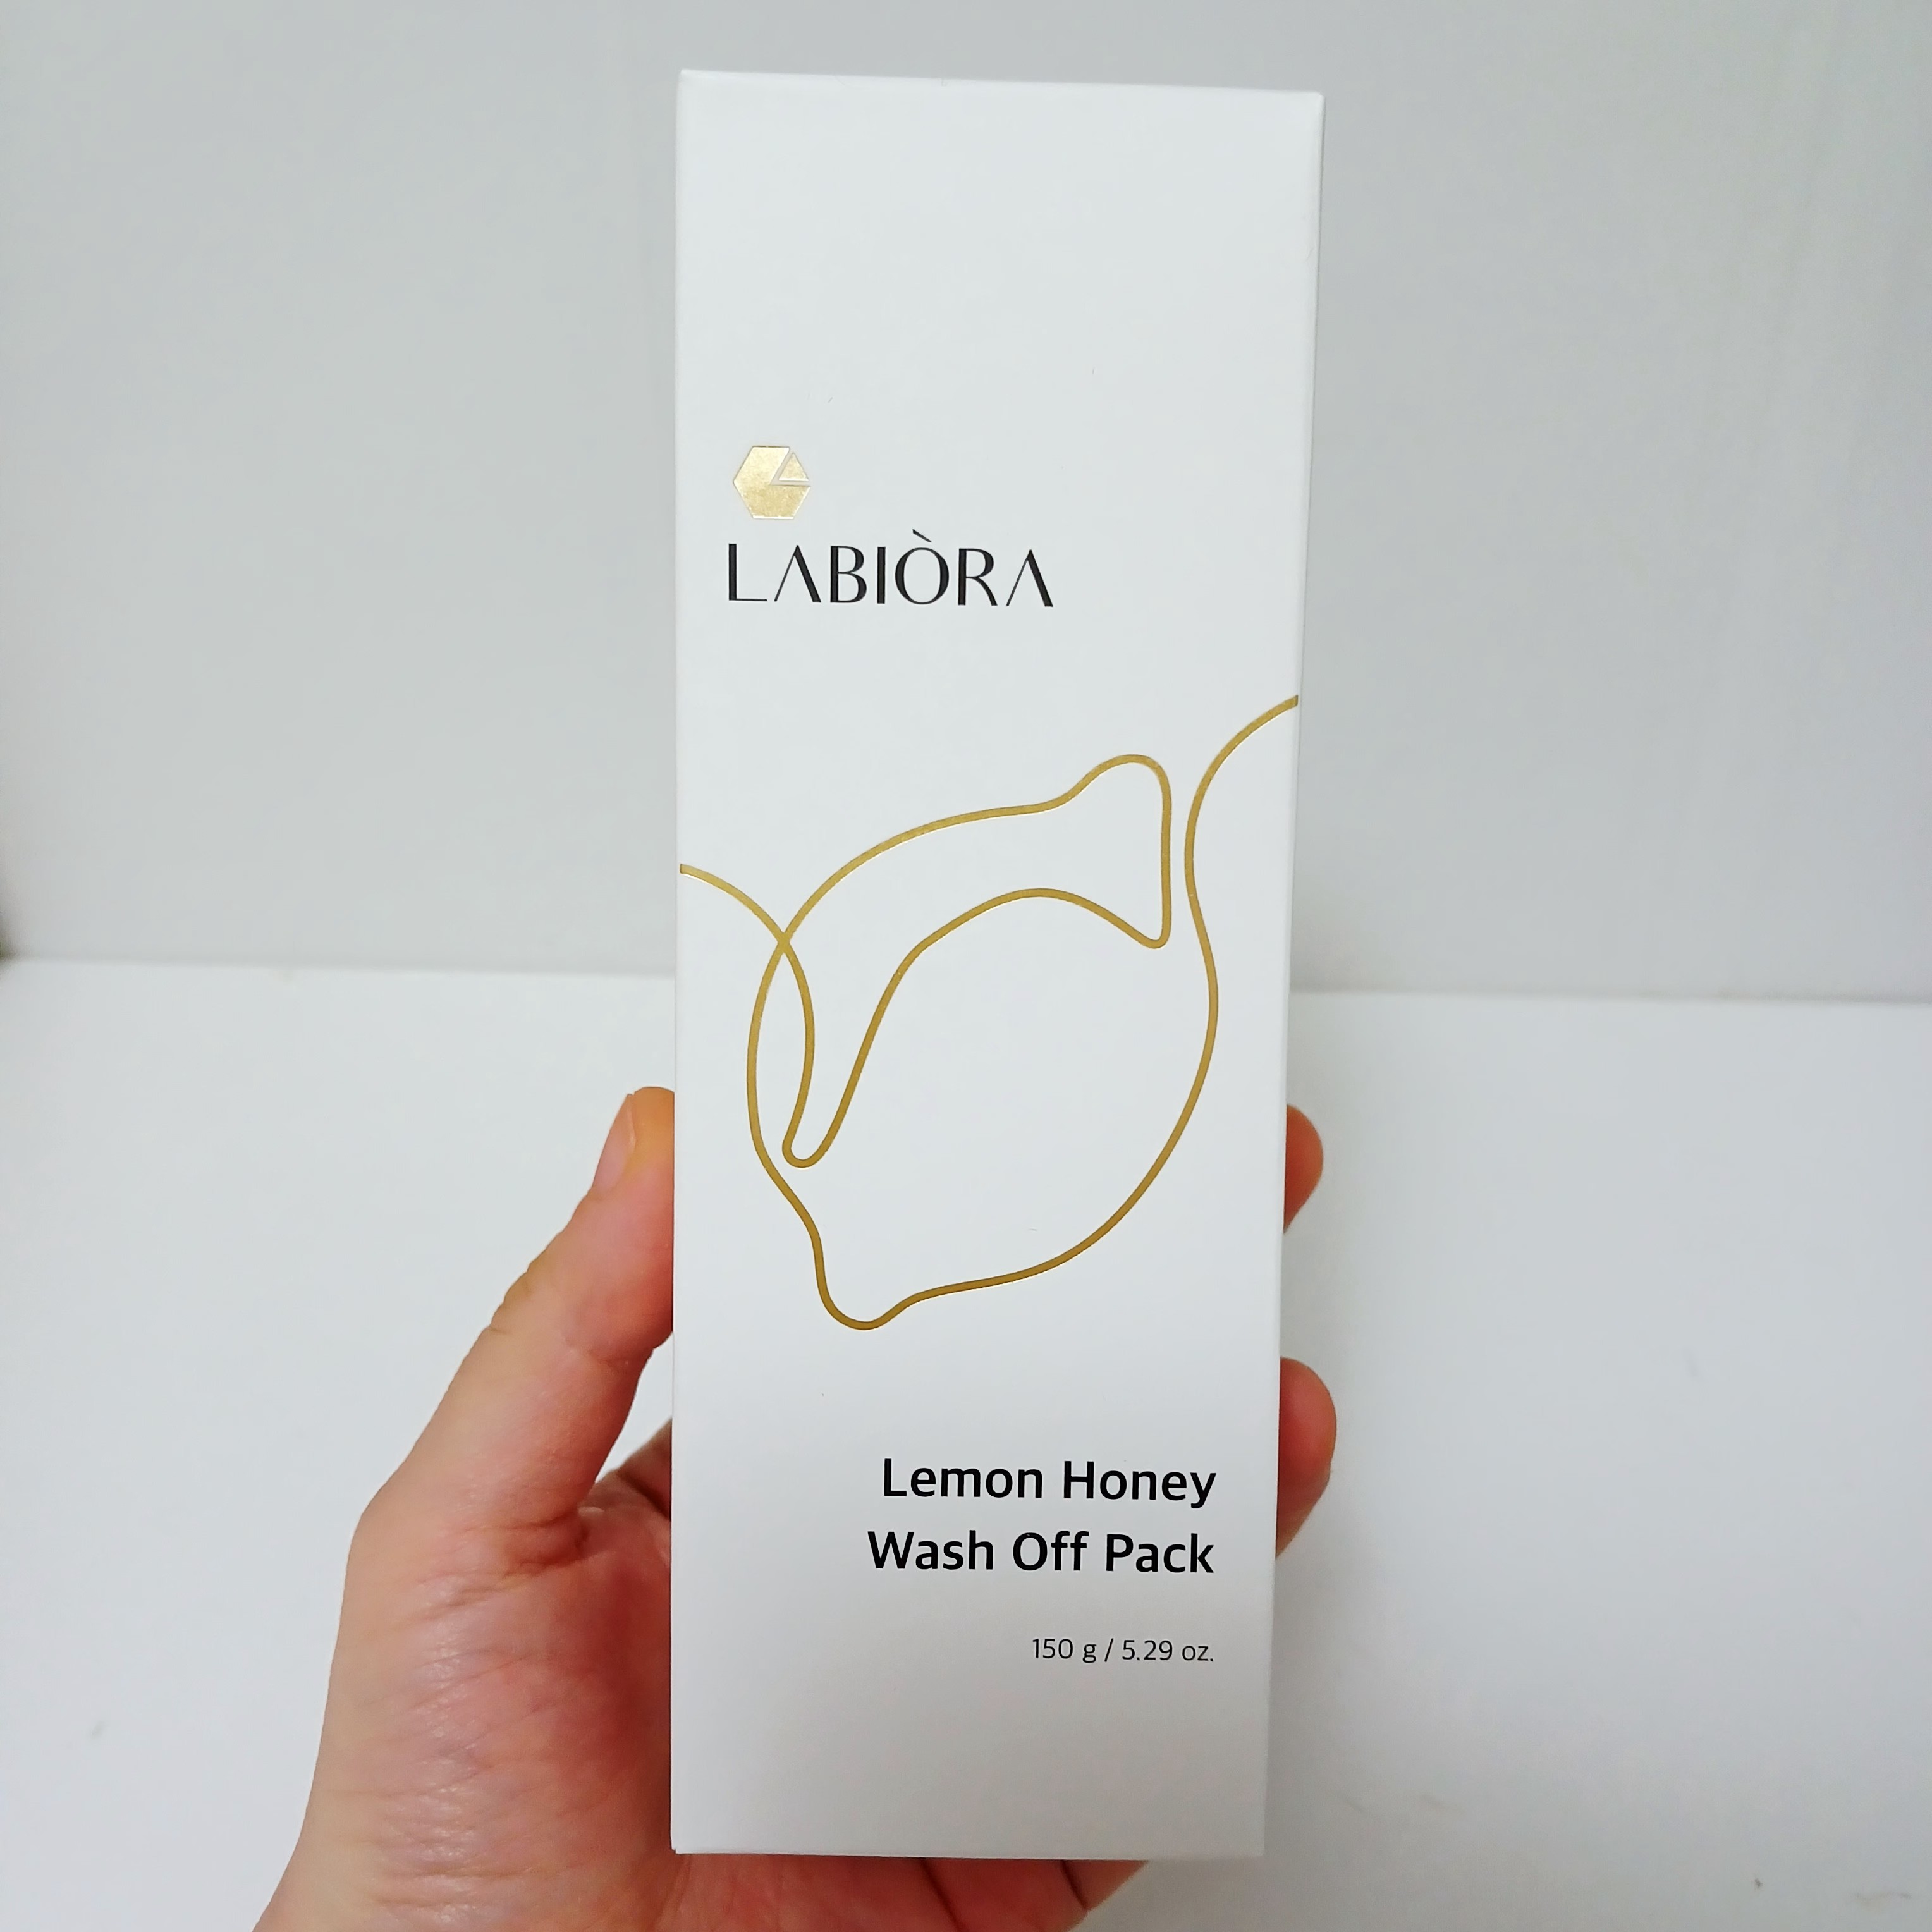 LABIÒRA
Lemon Honey
Wash Off Pack
150 g / 5.29 oz.